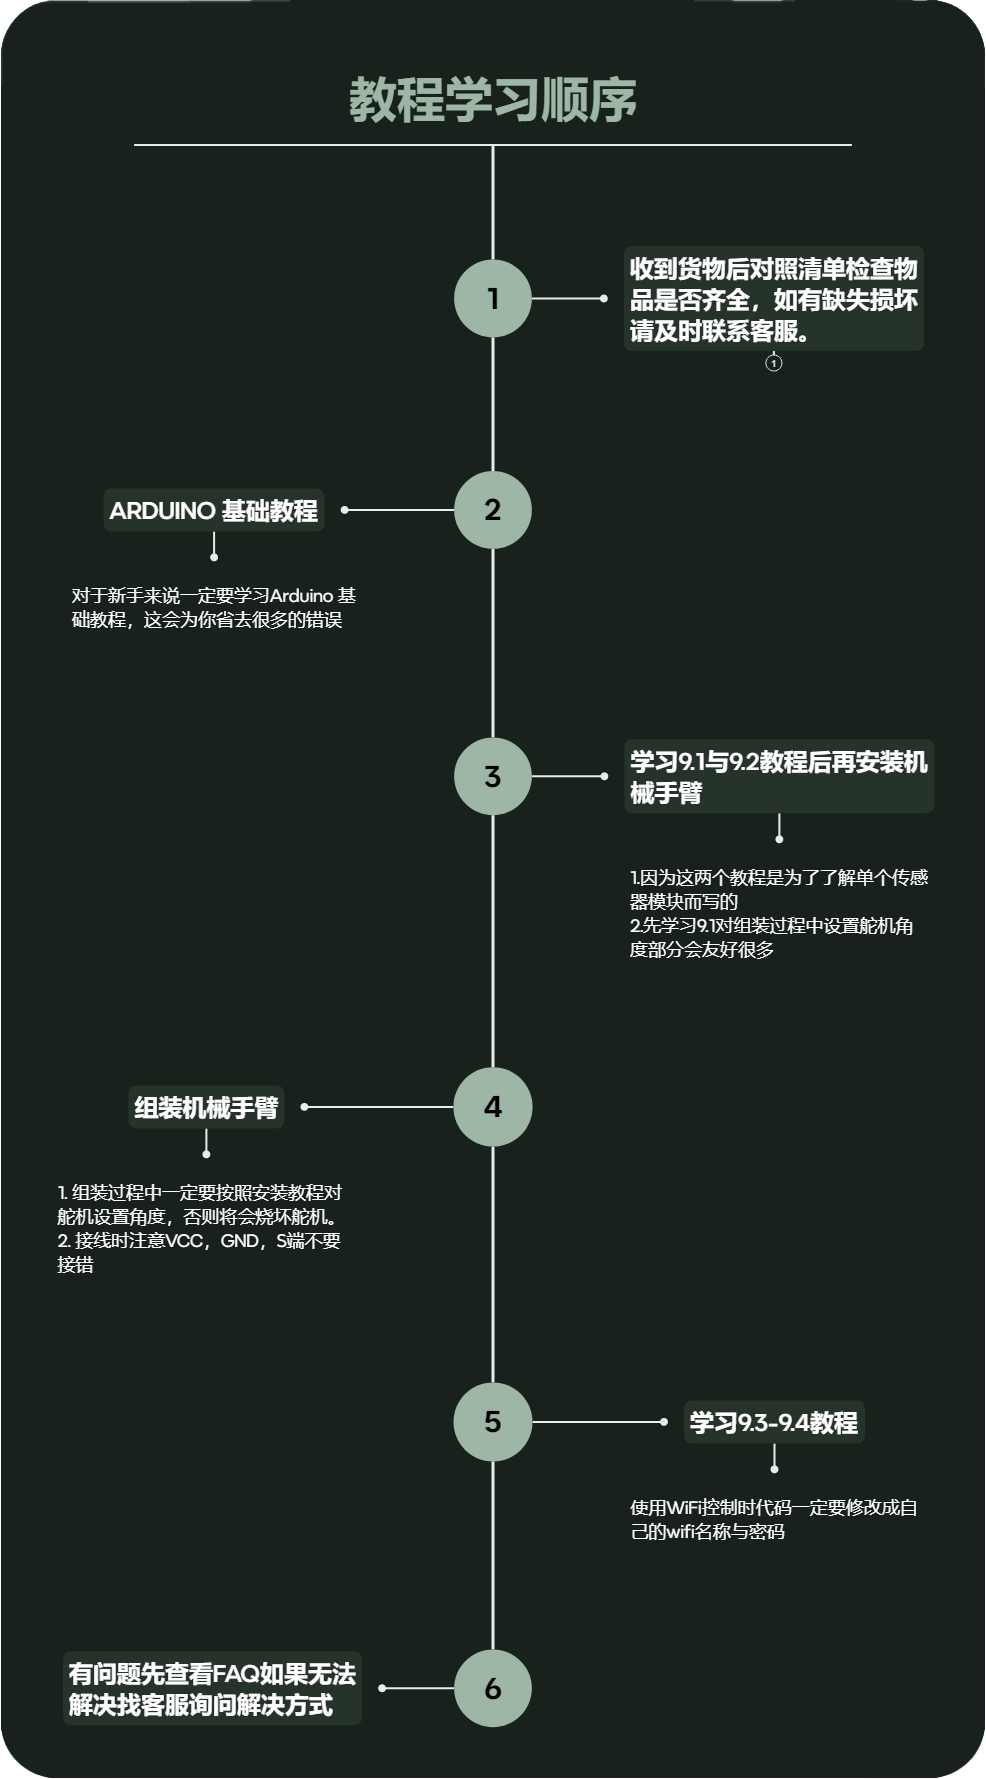 教程学习顺序
1
收到货物后对照清单检查物
品是否齐全，如有缺失损坏
请及时联系客服。
1
2
ARDUINO 基础教程
对于新手来说一定要学习Arduino 基
础教程，这会为你省去很多的错误
3
学习9.1与9.2教程后再安装机
械手臂
1.因为这两个教程是为了了解单个传感
器模块而写的
2.先学习9.1对组装过程中设置舵机角
度部分会友好很多
4
组装机械手臂
1. 组装过程中一定要按照安装教程对
舵机设置角度，否则将会烧坏舵机。
2. 接线时注意VCC，GND，S端不要
接错
5
学习9.3-9.4教程
使用WiFi控制时代码一定要修改成自
己的wifi名称与密码
6
有问题先查看FAQ如果无法
解决找客服询问解决方式